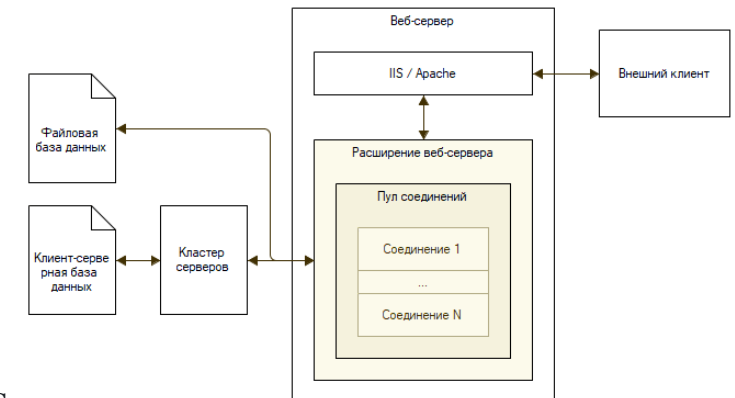 Веб-сервер
IIS / Apache
Внешний клиент
Файловая
база данных
Расширение веб-сервера
Пул соединений
Соединение 1
...
Соединение N
Клиент-серве
рная база
данных
Кластер
серверов